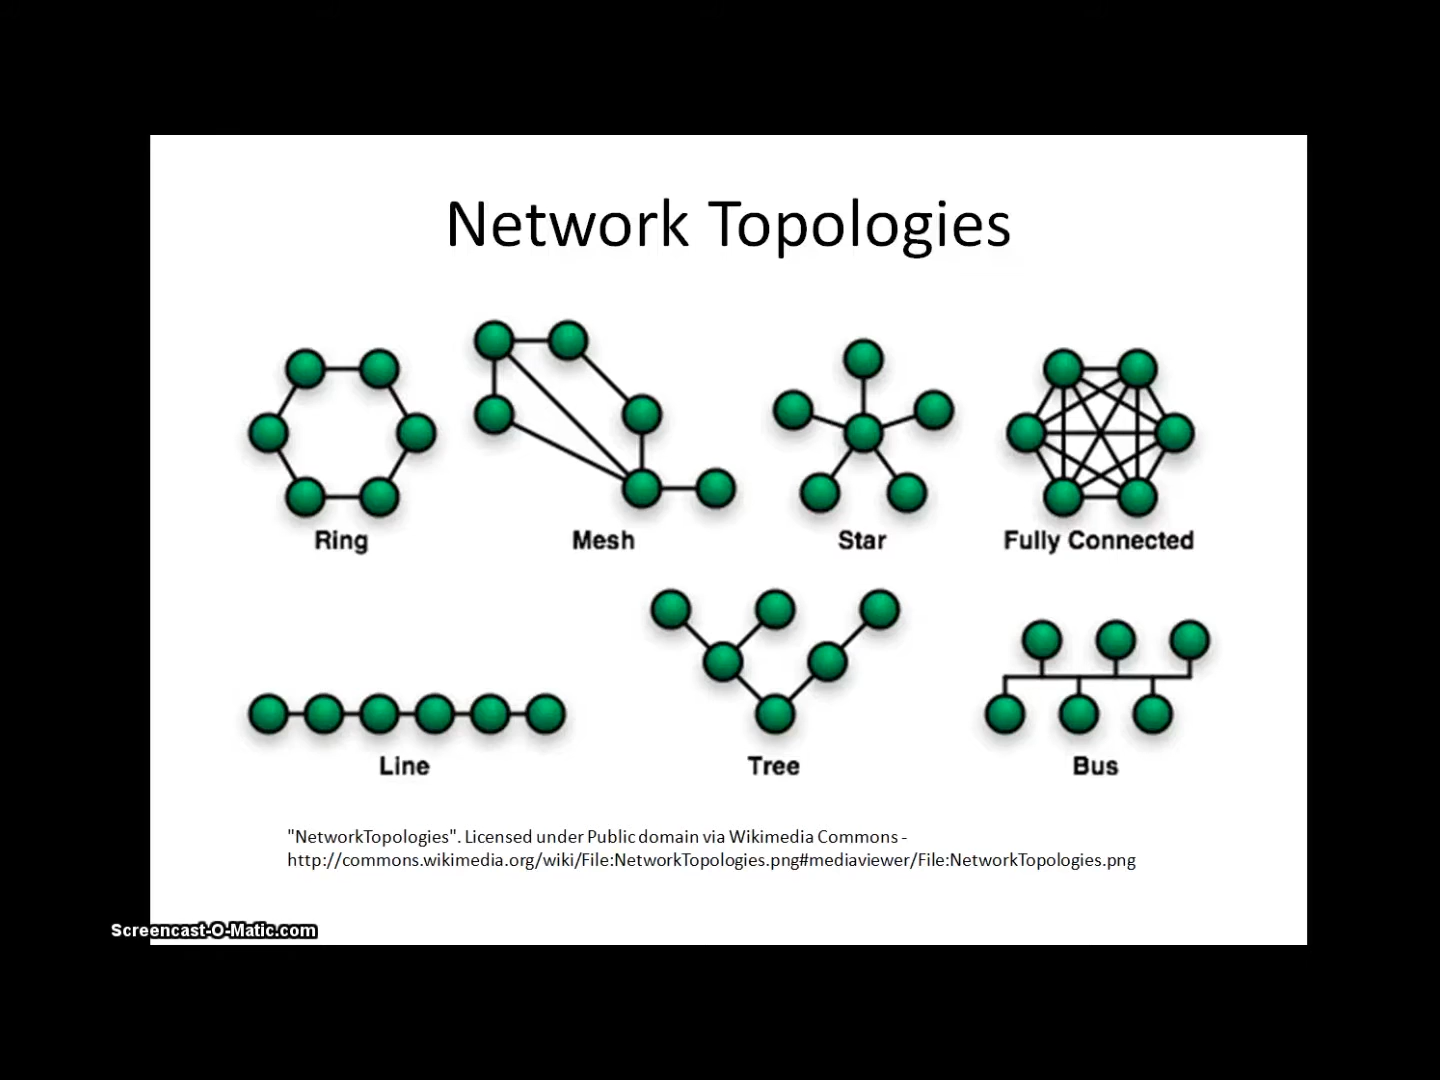 Network Topologies
Ring
Mesh
Star
Fully Connected
Line
Tree
Bus
"NetworkTopologies". Licensed under Public domain via Wikimedia Commons -
http://commons.wikimedia.org/wiki/File:NetworkTopologies.png#mediaviewer/File:NetworkTopologies.png
Screencast-O-Matic.com